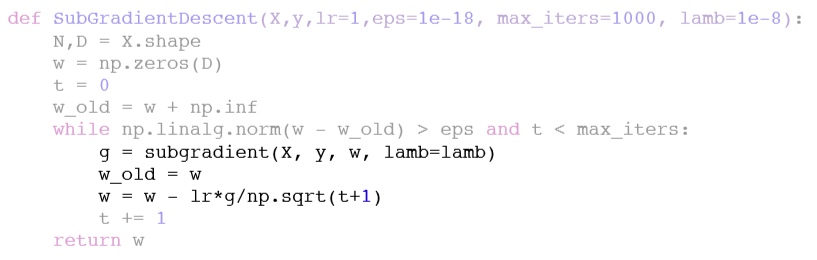 def SubGradientDescent(X,y,lr=1,eps=1e-18, max_iters=1000, lamb=1e-8):
    N,D = X.shape
    w = np.zeros(D)
    t = 0
    w_old = w + np.inf
    while np.linalg.norm(w - w_old) > eps and t < max_iters:
        g = subgradient(X, y, w, lamb=lamb)
        w_old = w
        w = w - lr*g/np.sqrt(t+1)
        t += 1
    return w